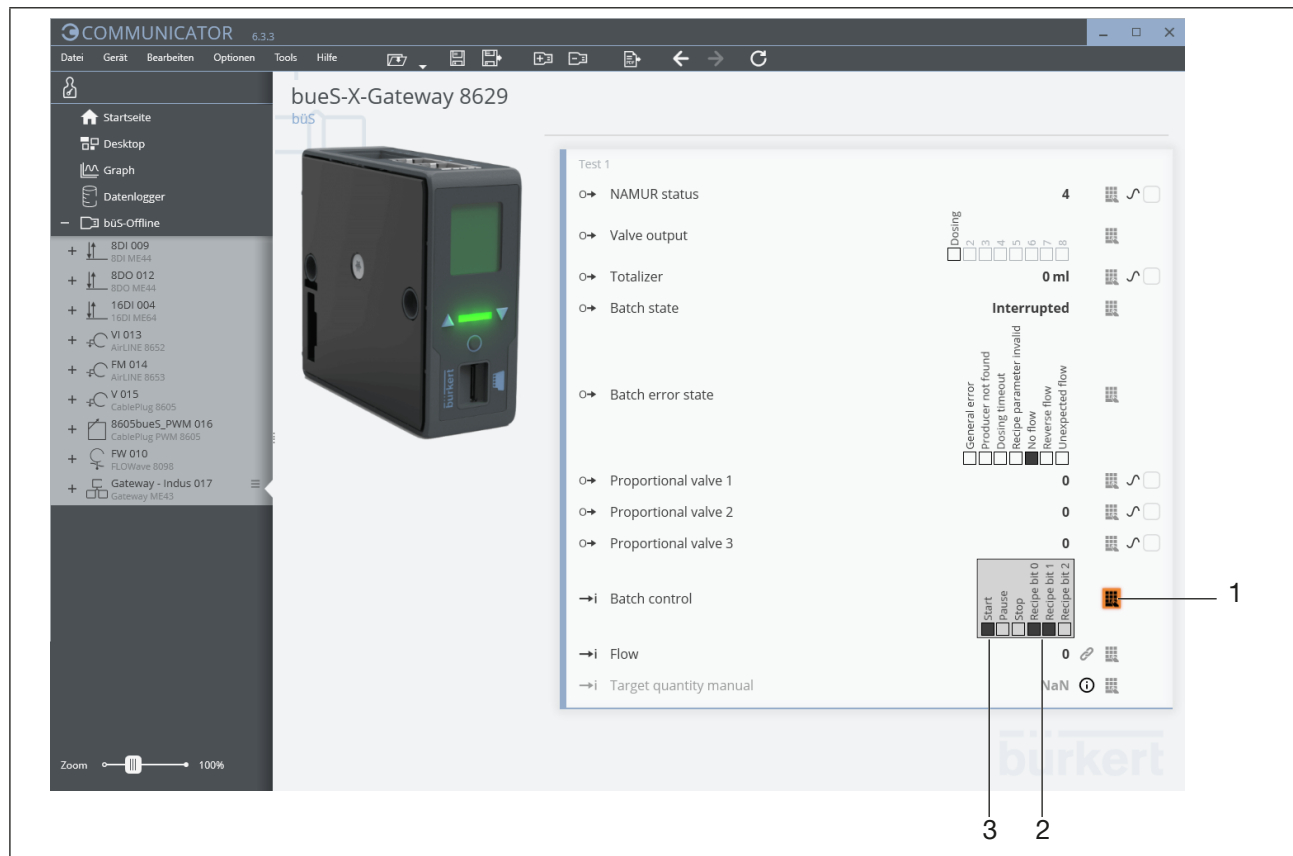 COMMUNICATOR 6.3.3
Datei Gerät Bearbeiten Optionen Tools Hilfe
Startseite
Desktop
Graph
Datenlogger
büS-Offline
8DI 009
8DI ME44
8DO 012
8DO ME44
16DI 004
16DI ME64
VI 013
AirLINE 8652
FM 014
AirLINE 8653
V 015
CablePlug 8605
8605bueS_PWM 016
CablePlug PWM 8605
FW 010
FLOWave 8098
Gateway - Indus 017
Gateway ME43
Zoom 100%
bueS-X-Gateway 8629
büS
bürkert
Test 1
NAMUR status 4
Valve output
Dosing
2
3
4
5
6
7
8
Totalizer 0 ml
Batch state Interrupted
Batch error state
General error
Producer not found
Dosing timeout
Recipe parameter invalid
No flow
Reverse flow
Unexpected flow
Proportional valve 1 0
Proportional valve 2 0
Proportional valve 3 0
Batch control
Start
Pause
Stop
Recipe bit 0
Recipe bit 1
Recipe bit 2
Flow 0
Target quantity manual NaN
bürkert
1
3 2